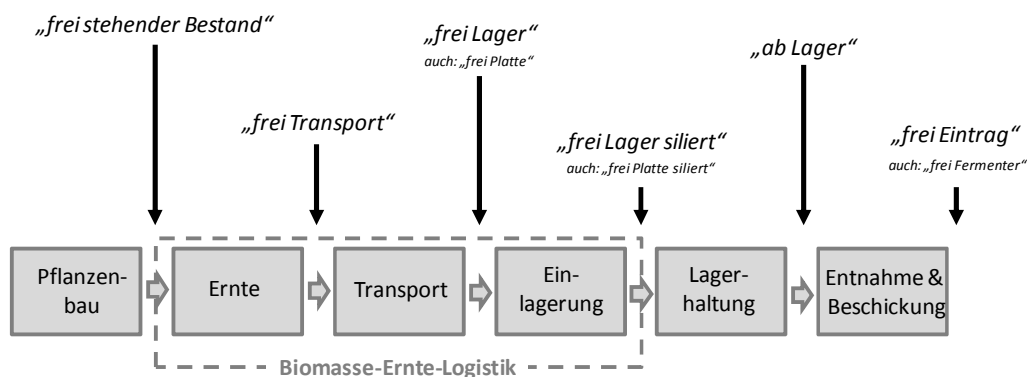 „frei stehender Bestand“
„frei Lager“
auch: „frei Platte“
„ab Lager“
„frei Transport“
„frei Lager siliert“
auch: „frei Platte siliert“
„frei Eintrag“
auch: „frei Fermenter“
Pflanzen-
bau
Ernte
Transport
Ein-
lagerung
Lager-
haltung
Entnahme &
Beschickung
Biomasse-Ernte-Logistik